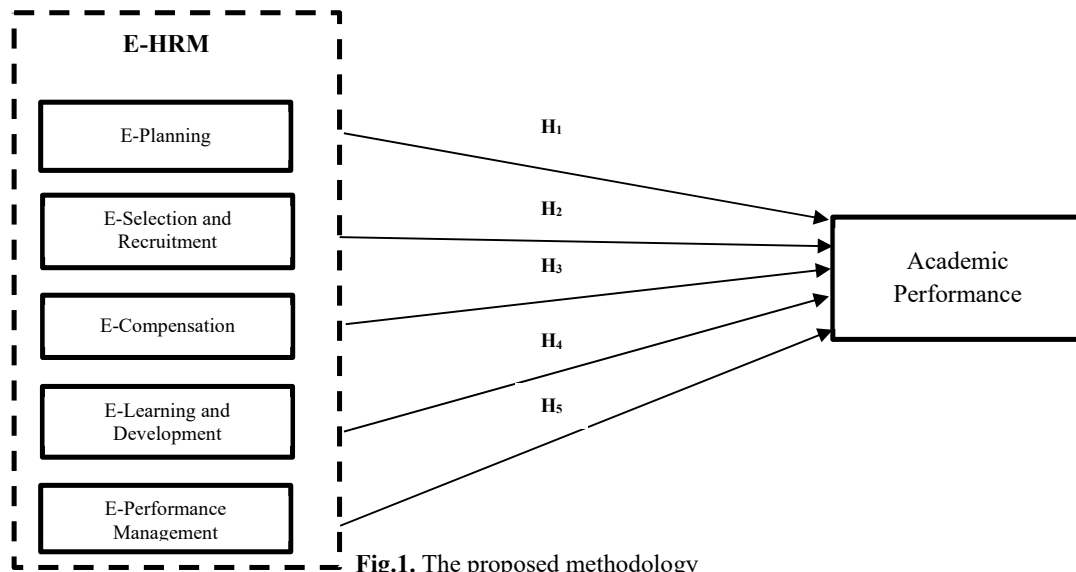 E-HRM
E-Planning
H₁
E-Selection and
Recruitment
H₂
E-Compensation
H₃
E-Learning and
Development
H₄
E-Performance
Management
H₅
Academic
Performance
Fig.1. The proposed methodology